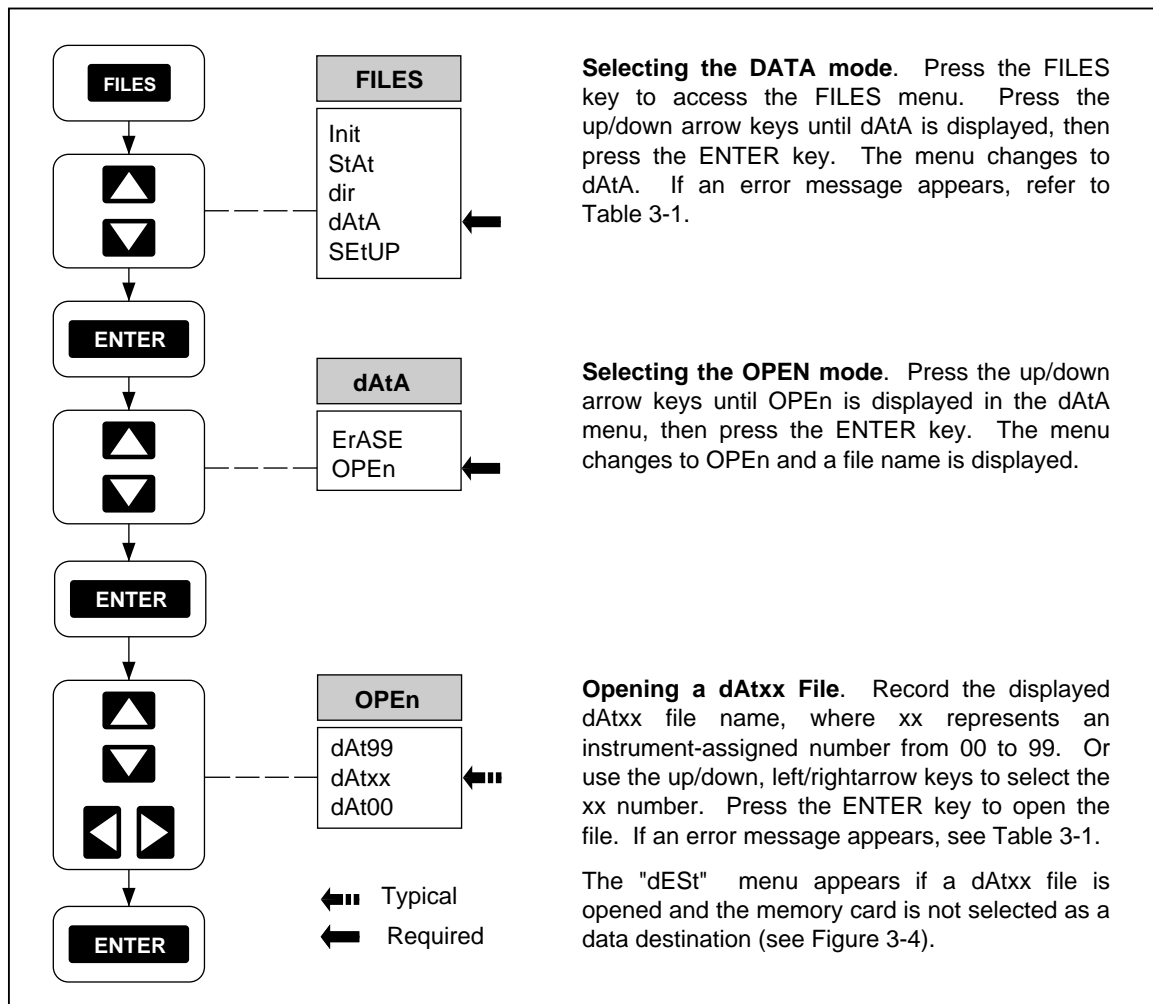 FILES
FILES
Init
StAt
dir
dAtA
SEtUP
Selecting the DATA mode. Press the FILES
key to access the FILES menu. Press the
up/down arrow keys until dAtA is displayed, then
press the ENTER key. The menu changes to
dAtA. If an error message appears, refer to
Table 3-1.
ENTER
dAtA
ErASE
OPEn
Selecting the OPEN mode. Press the up/down
arrow keys until OPEn is displayed in the dAtA
menu, then press the ENTER key. The menu
changes to OPEn and a file name is displayed.
ENTER
OPEn
dAt99
dAtxx
dAt00
Opening a dAtxx File. Record the displayed
dAtxx file name, where xx represents an
instrument-assigned number from 00 to 99. Or
use the up/down, left/rightarrow keys to select the
xx number. Press the ENTER key to open the
file. If an error message appears, see Table 3-1.
The "dESt" menu appears if a dAtxx file is
opened and the memory card is not selected as a
data destination (see Figure 3-4).
Typical
Required
ENTER